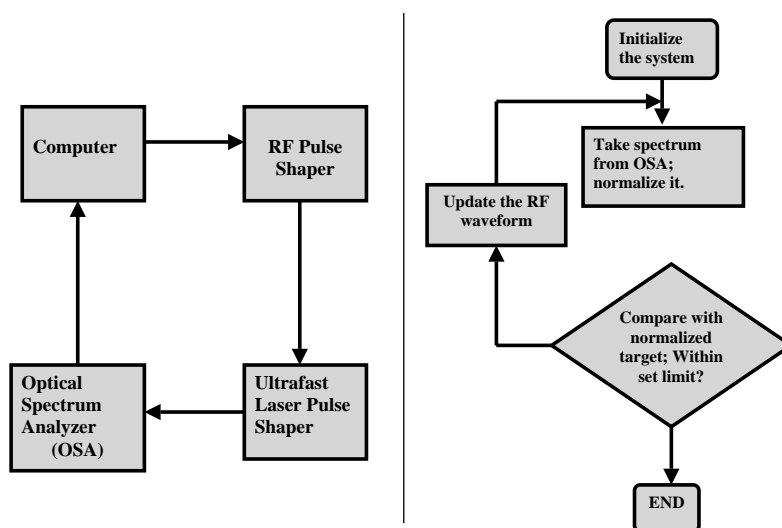 Computer
RF Pulse
Shaper
Optical
Spectrum
Analyzer
(OSA)
Ultrafast
Laser Pulse
Shaper
Initialize
the system
Take spectrum
from OSA;
normalize it.
Update the RF
waveform
Compare with
normalized
target; Within
set limit?
END